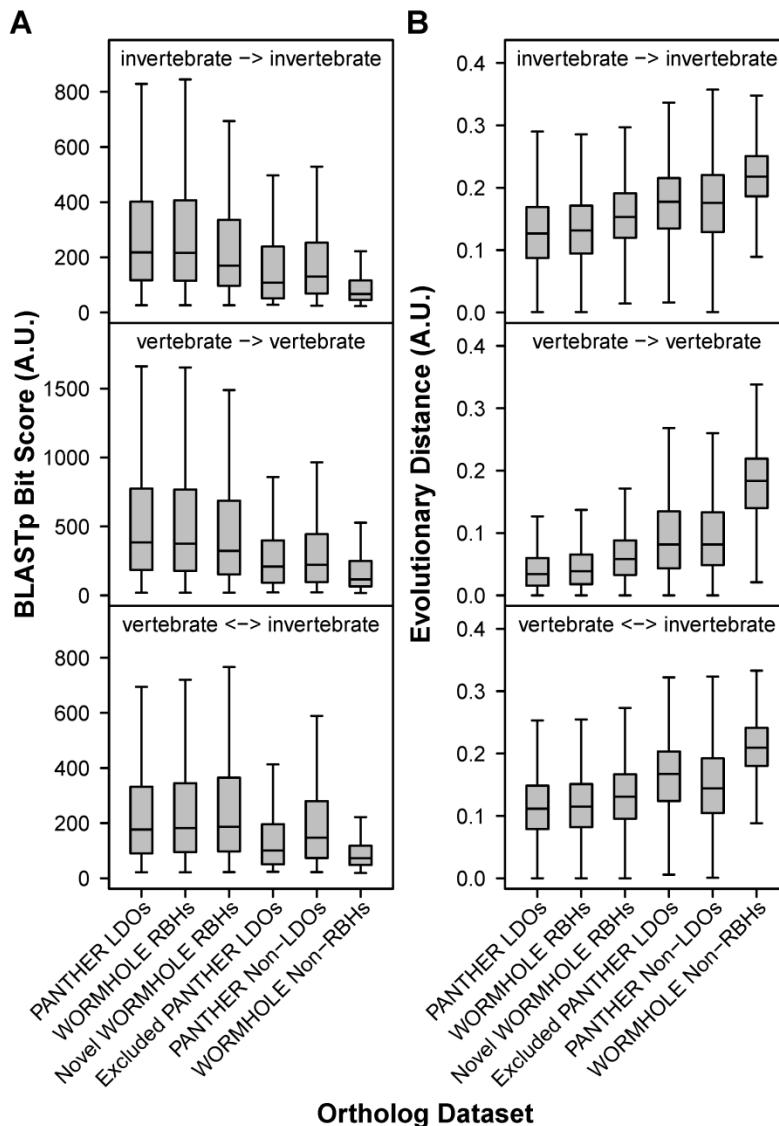 A
B
invertebrate −> invertebrate
800
600
400
200
0
vertebrate −> vertebrate
1500
1000
500
0
vertebrate <−> invertebrate
800
600
400
200
0
BLASTp Bit Score (A.U.)
invertebrate −> invertebrate
0.4
0.3
0.2
0.1
0.0
vertebrate −> vertebrate
0.4
0.3
0.2
0.1
0.0
vertebrate <−> invertebrate
0.4
0.3
0.2
0.1
0.0
Evolutionary Distance (A.U.)
PANTHER LDOs
WORMHOLE RBHs
Novel WORMHOLE RBHs
Excluded PANTHER LDOs
PANTHER Non−LDOs
WORMHOLE Non−RBHs
PANTHER LDOs
WORMHOLE RBHs
Novel WORMHOLE RBHs
Excluded PANTHER LDOs
PANTHER Non−LDOs
WORMHOLE Non−RBHs
Ortholog Dataset